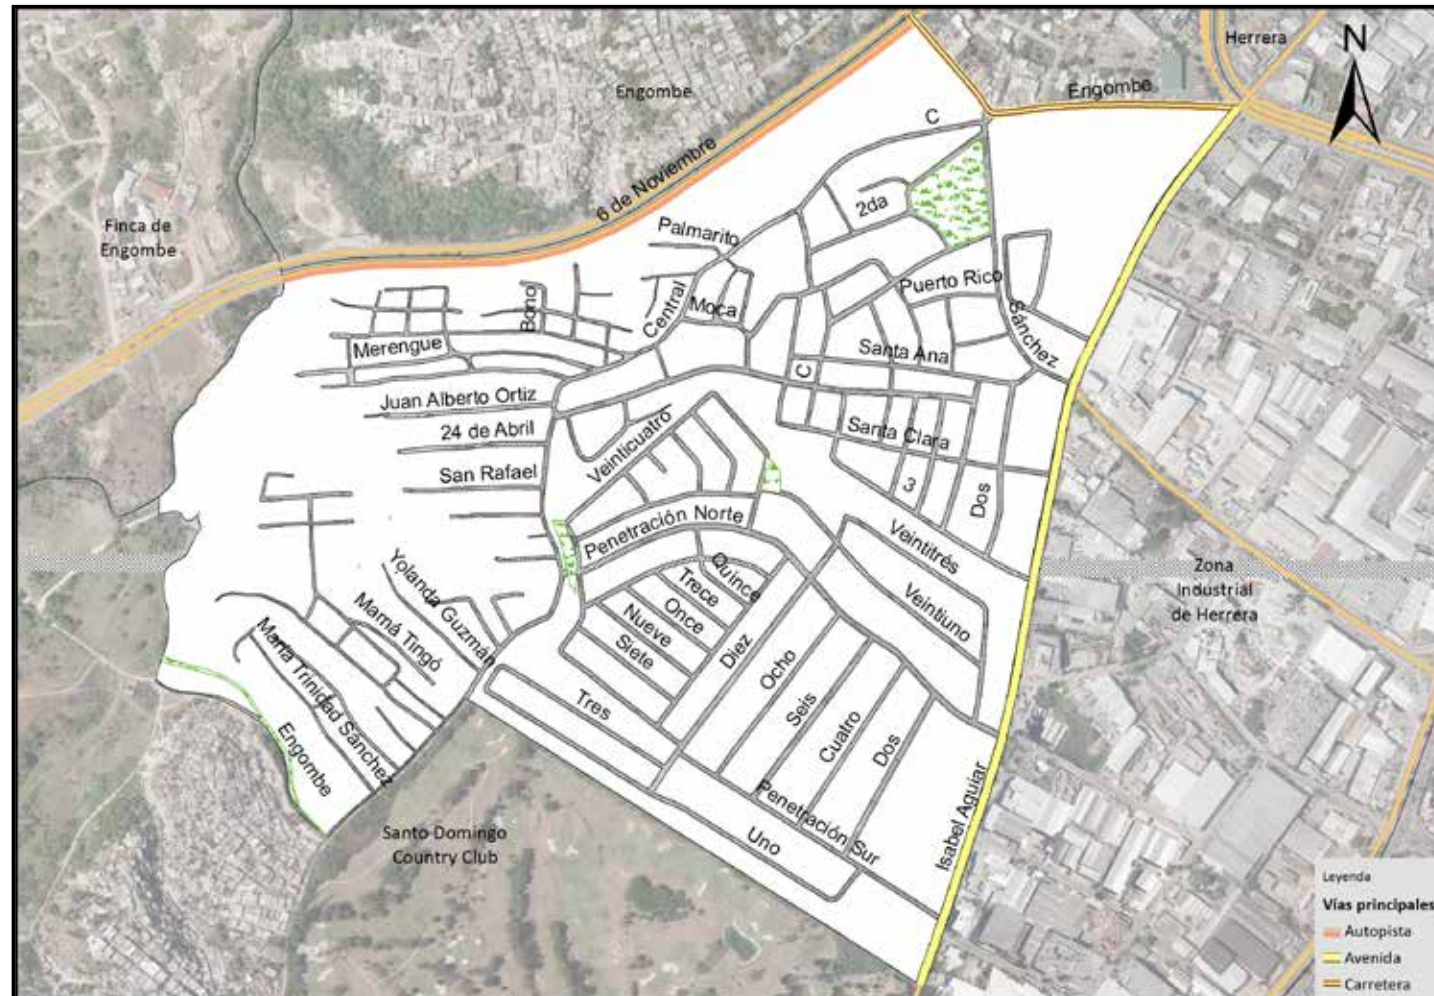 Herrera
N
Engombe
Engombe
C
6 de Noviembre
2da
Finca de
Engombe
Palmarito
Puerto Rico
Bonoi
Central
Moca
Sánchez
Merengue
Santa Ana
C
Juan Alberto Ortiz
24 de Abril
Veinticuatro
Santa Clara
San Rafael
3
Dos
Penetración Norte
Veintitrés
Quince
Zona
Industrial
de Herrera
Yolanda Guzmán
Trece
Veintiuno
Mamá Tingó
Once
Nueve
Siete
Diez
María Trinidad Sánchez
Ocho
Tres
Seis
Cuatro
Dos
Engombe
Isabel Aguiar
Penetración Sur
Uno
Santo Domingo
Country Club
Leyenda
Vías principales
Autopista
Avenida
Carretera